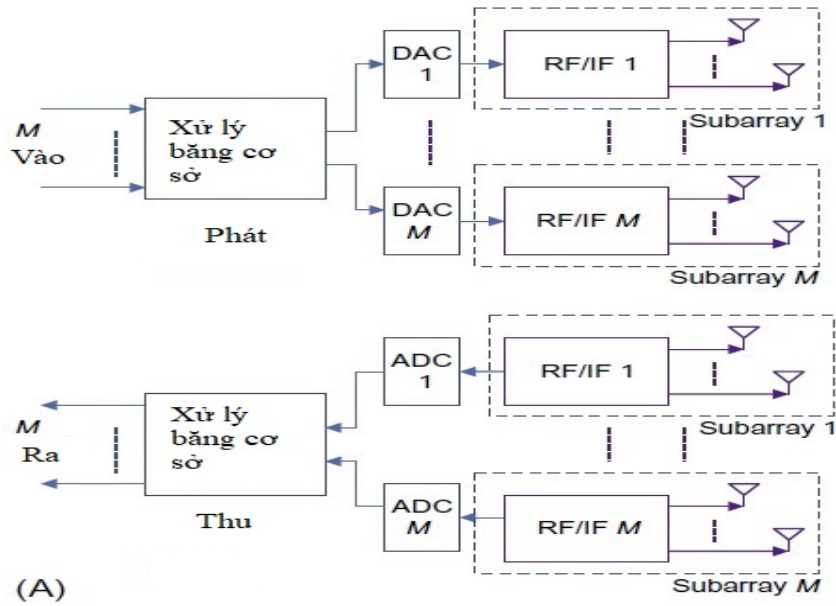 M
Vào
Xử lý
băng cơ
sở
Phát
DAC
1
RF/IF 1
Subarray 1
DAC
M
RF/IF M
Subarray M
M
Ra
Xử lý
băng cơ
sở
Thu
ADC
1
RF/IF 1
Subarray 1
ADC
M
RF/IF M
Subarray M
(A)